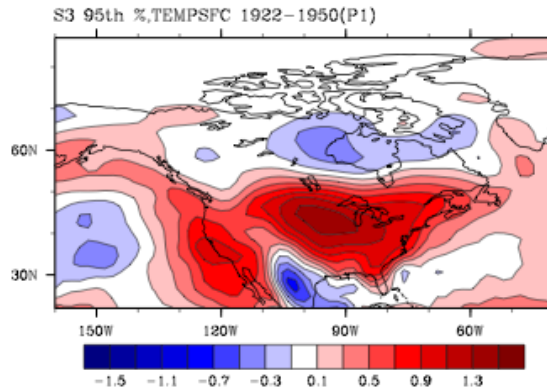 S3 95th %,TEMPSFC 1922-1950(P1)
60N
30N
150W 120W 90W 60W
-1.5 -1.1 -0.7 -0.3 0.1 0.5 0.9 1.3